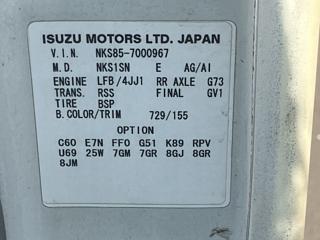 ISUZU MOTORS LTD. JAPAN
V.I.N. NKS85-7000967
M.D. NKS1SN E AG/AI
ENGINE LFB/4JJ1 RR AXLE G73
TRANS. RSS FINAL GV1
TIRE BSP
B.COLOR/TRIM 729/155
OPTION
C60 E7N FFO G51 K89 RPV
U69 25W 7GM 7GR 8GJ 8GR
8JM